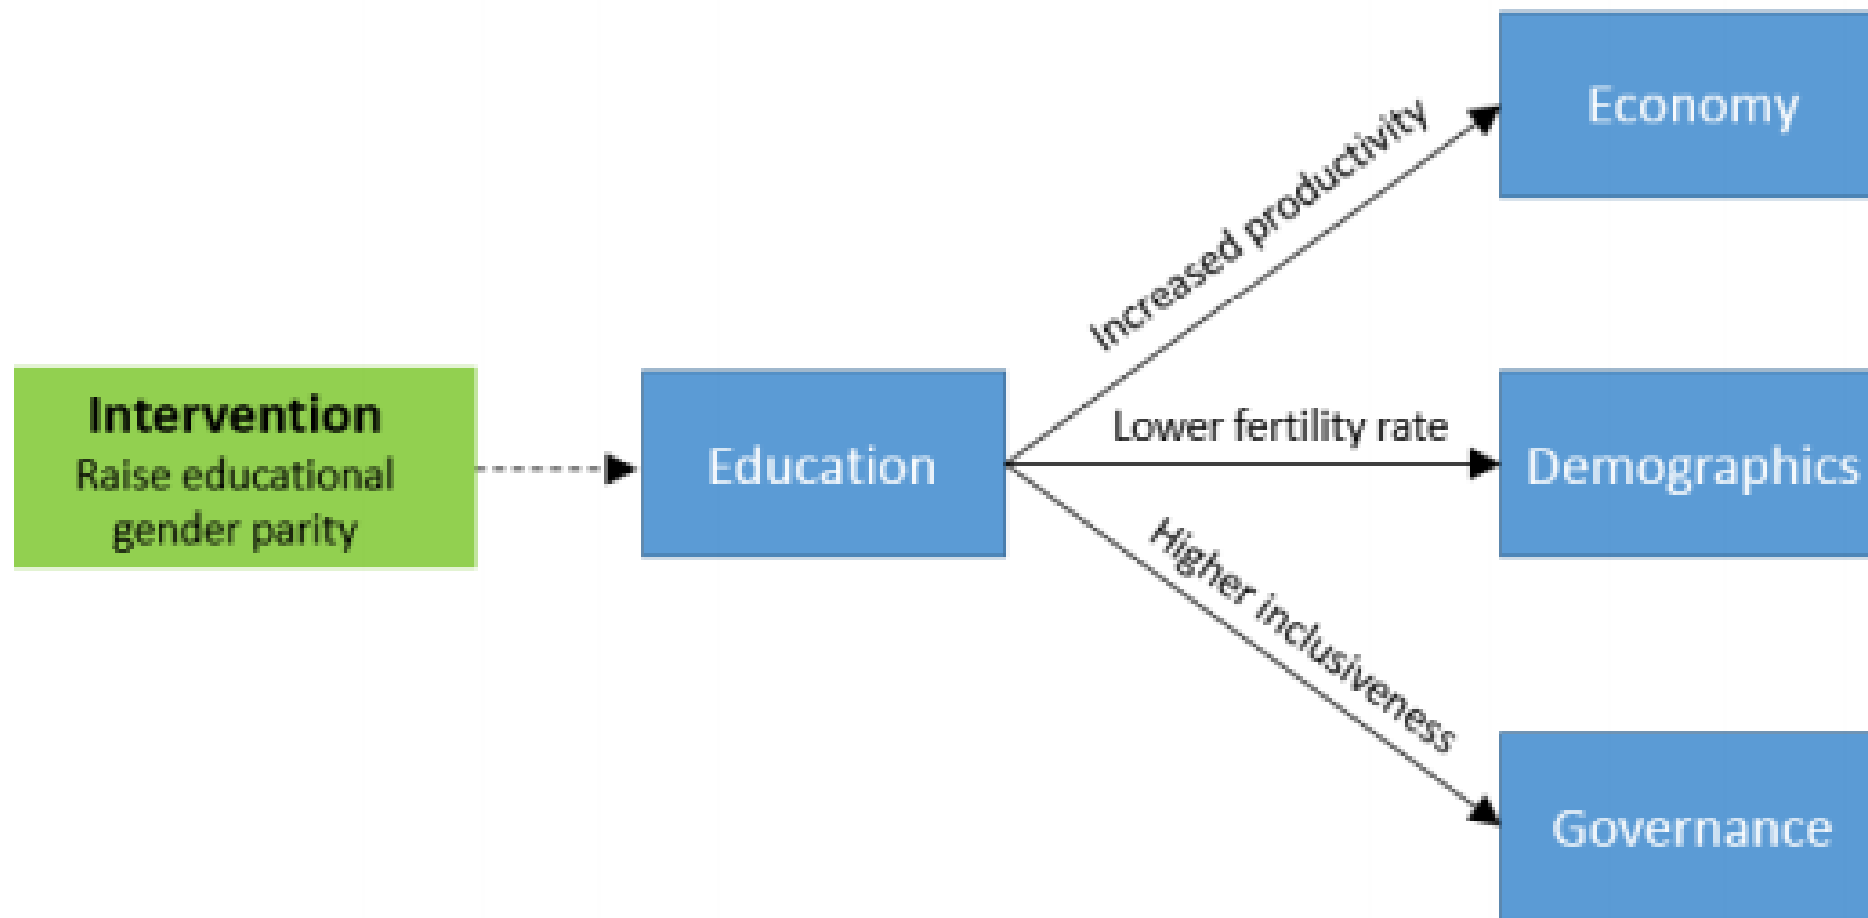 Intervention
Raise educational
gender parity
Education
Increased productivity
Lower fertility rate
Higher inclusiveness
Economy
Demographics
Governance